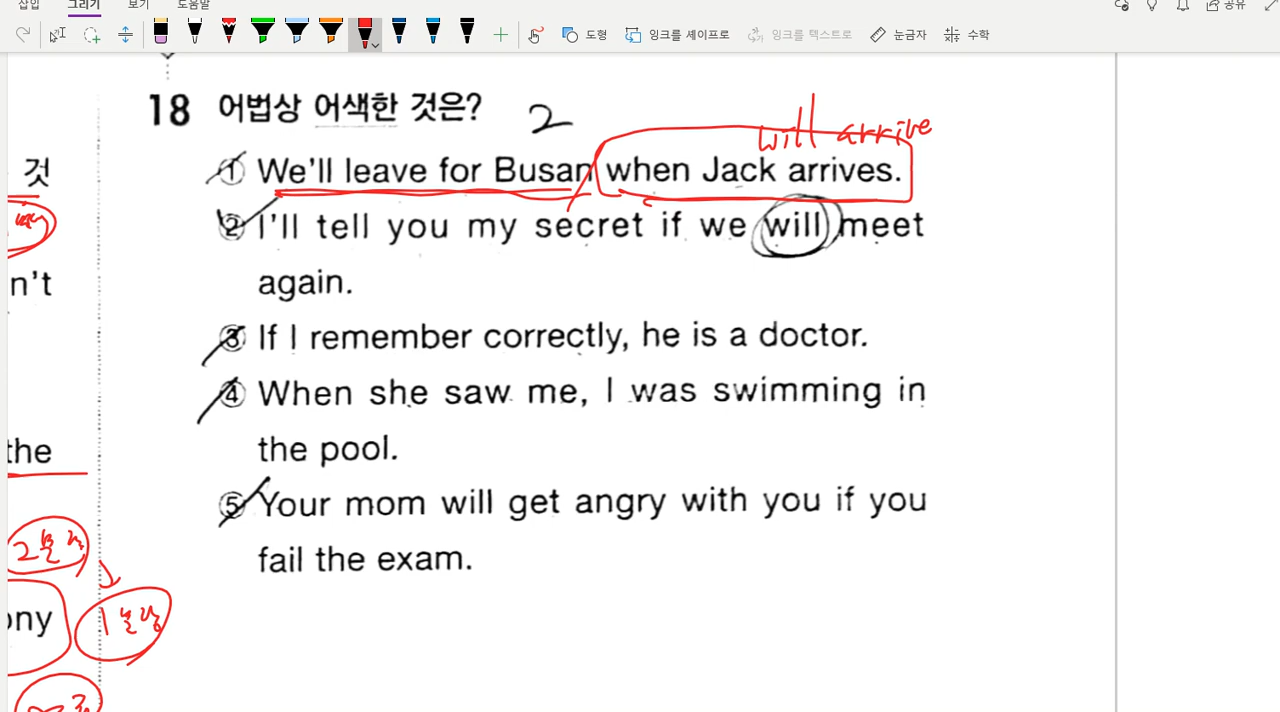 삽입 그리기 보기 도움말
공유
도형 잉크를 셰이프로 잉크를 텍스트로 눈금자 수학
18 어법상 어색한 것은? 2
will arrive
① We'll leave for Busan when Jack arrives.
② I'll tell you my secret if we will meet
again.
③ If I remember correctly, he is a doctor.
④ When she saw me, I was swimming in
the pool.
⑤ Your mom will get angry with you if you
fail the exam.
것
n't
the
ony